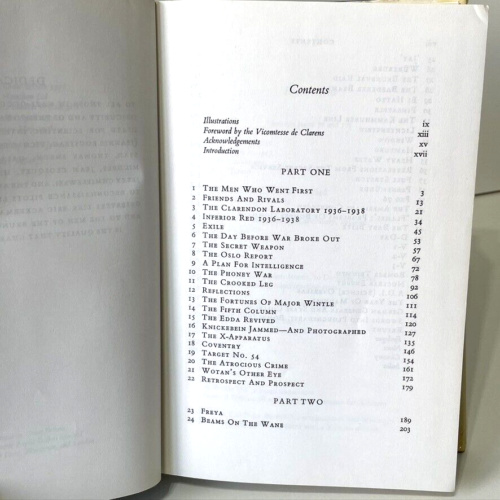 Contents
Illustrations ix
Foreword by the Vicomtesse de Clarens xiii
Acknowledgements xv
Introduction xvii
PART ONE
1 THE MEN WHO WENT FIRST 3
2 FRIENDS AND RIVALS 13
3 THE CLARENDON LABORATORY 1936–1938 21
4 INFERIOR RED 1936–1938 34
5 EXILE 45
6 THE DAY BEFORE WAR BROKE OUT 53
7 THE SECRET WEAPON 57
8 THE OSLO REPORT 67
9 A PLAN FOR INTELLIGENCE 72
10 THE PHONEY WAR 78
11 THE CROOKED LEG 92
12 REFLECTIONS 106
13 THE FORTUNES OF MAJOR WINTLE 111
14 THE FIFTH COLUMN 114
15 THE EDDA REVIVED 120
16 KNICKEBEIN JAMMED—AND PHOTOGRAPHED 127
17 THE X-APPARATUS 135
18 COVENTRY 146
19 TARGET NO. 54 154
20 THE ATROCIOUS CRIME 161
21 WOTAN'S OTHER EYE 172
22 RETROSPECT AND PROSPECT 179
PART TWO
23 FREYA 189
24 BEAMS ON THE WANE 203